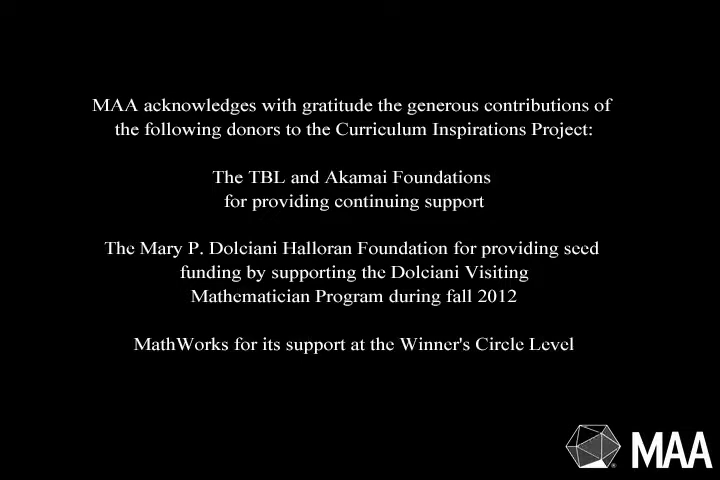 MAA acknowledges with gratitude the generous contributions of
the following donors to the Curriculum Inspirations Project:
The TBL and Akamai Foundations
for providing continuing support
The Mary P. Dolciani Halloran Foundation for providing seed
funding by supporting the Dolciani Visiting
Mathematician Program during fall 2012
MathWorks for its support at the Winner's Circle Level
® MAA